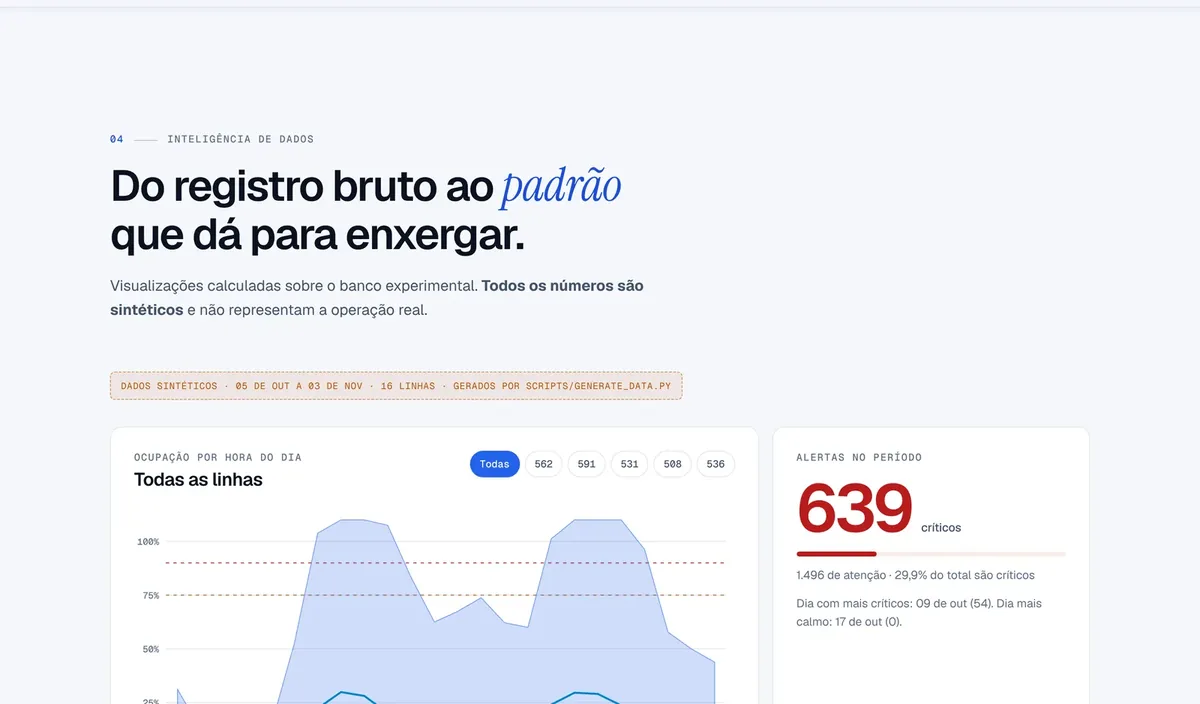 04 — INTELIGÊNCIA DE DADOS
Do registro bruto ao padrão
que dá para enxergar.
Visualizações calculadas sobre o banco experimental. Todos os números são
sintéticos e não representam a operação real.
DADOS SINTÉTICOS · 05 DE OUT A 03 DE NOV · 16 LINHAS · GERADOS POR SCRIPTS/GENERATE_DATA.PY
OCUPAÇÃO POR HORA DO DIA
Todas as linhas
Todas 562 591 531 508 536
100%
75%
50%
25%
ALERTAS NO PERÍODO
639 críticos
1.496 de atenção · 29,9% do total são críticos
Dia com mais críticos: 09 de out (54). Dia mais
calmo: 17 de out (0).